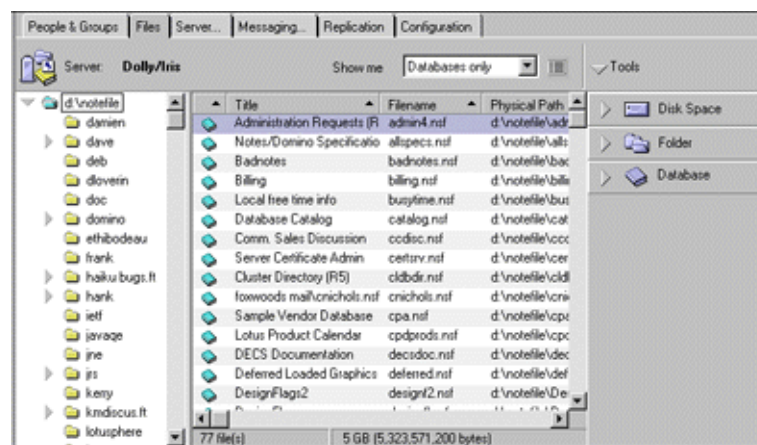 People & Groups Files Server... Messaging... Replication Configuration
Server: Dolly/Iris Show me Databases only Tools
d:\notefile
damien
dave
deb
dloverin
doc
domino
ethibodeau
frank
haiku bugs.ft
hank
ietf
javaqe
jne
jrs
kerry
kmdiscus.ft
lotusphere
Title Filename Physical Path
Administration Requests (R admin4.nsf d:\notefile\adr
Notes/Domino Specificatio allspecs.nsf d:\notefile\alls
Badnotes badnotes.nsf d:\notefile\bac
Billing billing.nsf d:\notefile\billi
Local free time info busytime.nsf d:\notefile\bus
Database Catalog catalog.nsf d:\notefile\cat
Comm. Sales Discussion ccdisc.nsf d:\notefile\ccc
Server Certificate Admin certsrv.nsf d:\notefile\cer
Cluster Directory (R5) cldbdir.nsf d:\notefile\cldl
foxwoods mail\cnichols.nsf cnichols.nsf d:\notefile\cni
Sample Vendor Database cpa.nsf d:\notefile\cpa
Lotus Product Calendar cpdprods.nsf d:\notefile\cpc
DECS Documentation decsdoc.nsf d:\notefile\dec
Deferred Loaded Graphics deferred.nsf d:\notefile\def
DesignFlags2 designf2.nsf d:\notefile\De
77 file(s) 5 GB (5,323,571,200 bytes)
Disk Space
Folder
Database